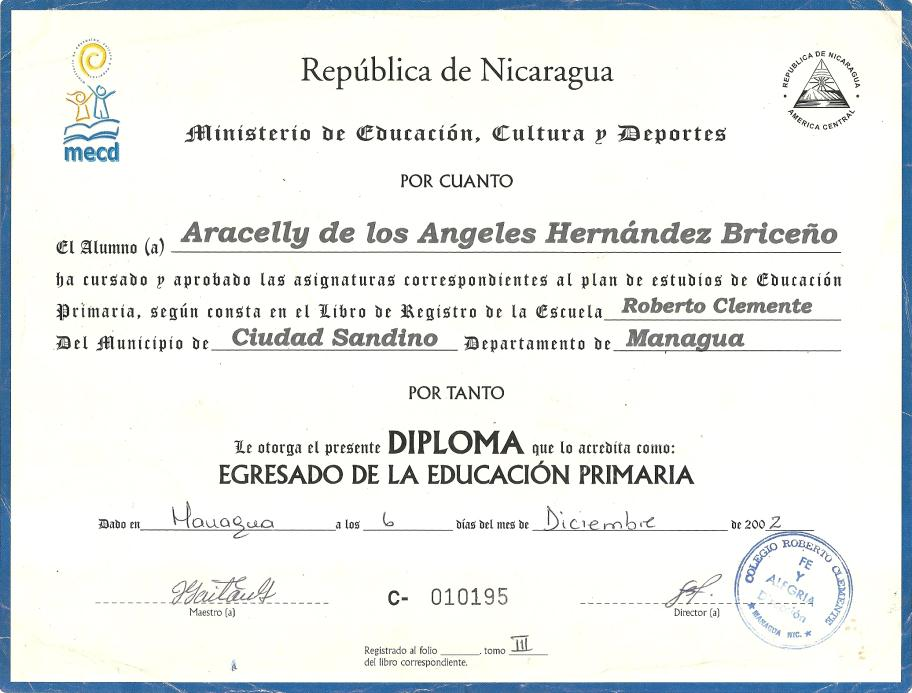 República de Nicaragua
REPUBLICA DE NICARAGUA
AMERICA CENTRAL
mecd
Ministerio de Educación, Cultura y Deportes
POR CUANTO
El Alumno (a) Aracelly de los Angeles Hernández Briceño
ha cursado y aprobado las asignaturas correspondientes al plan de estudios de Educación
Primaria, según consta en el Libro de Registro de la Escuela Roberto Clemente
Del Municipio de Ciudad Sandino Departamento de Managua
POR TANTO
Le otorga el presente DIPLOMA que lo acredita como:
EGRESADO DE LA EDUCACIÓN PRIMARIA
Dado en Managua a los 6 días del mes de Diciembre de 2002
COLEGIO ROBERTO CLEMENTE
FE
Y
ALEGRIA
Dirección
MANAGUA NIC.
C- 010195
Maestro (a)
Director (a)
Registrado al folio ______, tomo III
del libro correspondiente.